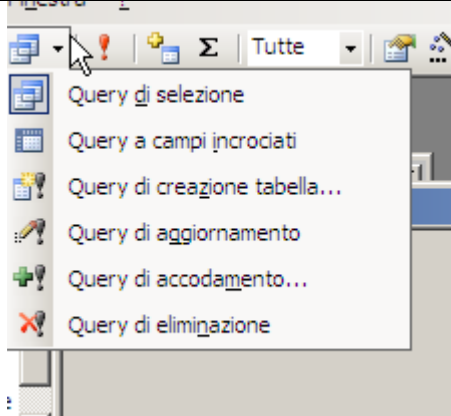 Finestra ?
Tutte
Query di selezione
Query a campi incrociati
Query di creazione tabella...
Query di aggiornamento
Query di accodamento...
Query di eliminazione